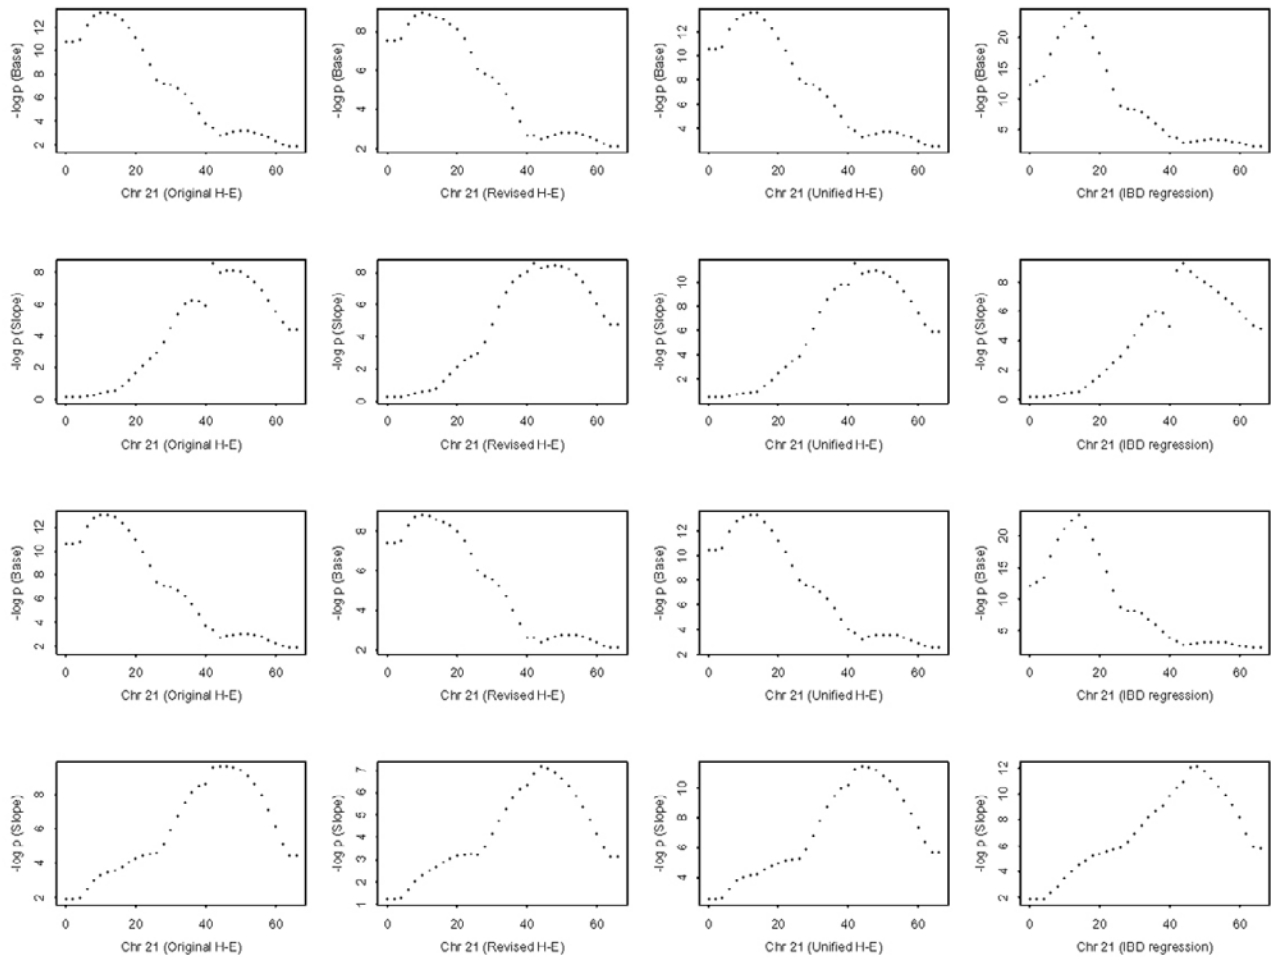 -log p (Base)
2 4 6 8 10 12
0 20 40 60
Chr 21 (Original H-E)
-log p (Base)
2 4 6 8
0 20 40 60
Chr 21 (Revised H-E)
-log p (Base)
4 6 8 10 12
0 20 40 60
Chr 21 (Unified H-E)
-log p (Base)
5 10 15 20
0 20 40 60
Chr 21 (IBD regression)
-log p (Slope)
0 2 4 6 8
0 20 40 60
Chr 21 (Original H-E)
-log p (Slope)
0 2 4 6 8
0 20 40 60
Chr 21 (Revised H-E)
-log p (Slope)
2 4 6 8 10
0 20 40 60
Chr 21 (Unified H-E)
-log p (Slope)
0 2 4 6 8
0 20 40 60
Chr 21 (IBD regression)
-log p (Base)
2 4 6 8 10 12
0 20 40 60
Chr 21 (Original H-E)
-log p (Base)
2 4 6 8
0 20 40 60
Chr 21 (Revised H-E)
-log p (Base)
2 4 6 8 10 12
0 20 40 60
Chr 21 (Unified H-E)
-log p (Base)
5 10 15 20
0 20 40 60
Chr 21 (IBD regression)
-log p (Slope)
2 4 6 8
0 20 40 60
Chr 21 (Original H-E)
-log p (Slope)
1 2 3 4 5 6 7
0 20 40 60
Chr 21 (Revised H-E)
-log p (Slope)
4 6 8 10
0 20 40 60
Chr 21 (Unified H-E)
-log p (Slope)
2 4 6 8 10 12
0 20 40 60
Chr 21 (IBD regression)